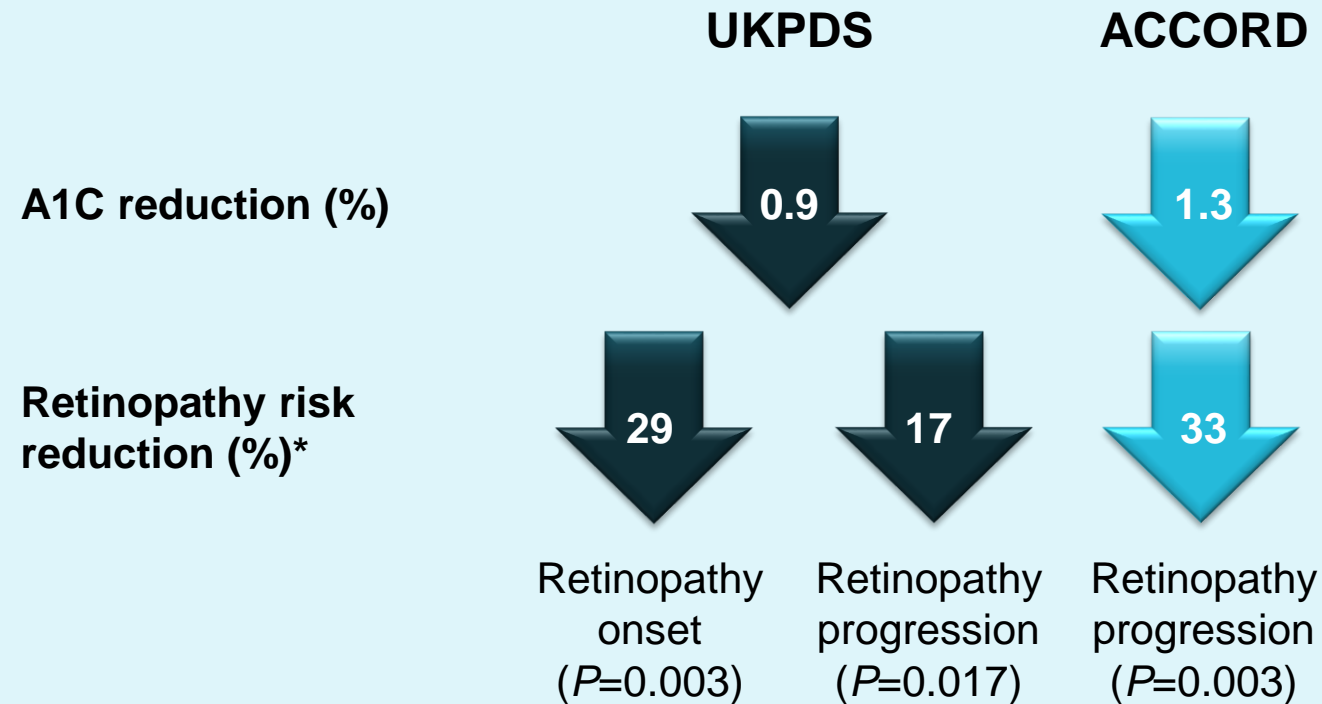 UKPDS ACCORD
A1C reduction (%)
0.9 1.3
Retinopathy risk
reduction (%)*
29 17 33
Retinopathy
onset
(P=0.003)
Retinopathy
progression
(P=0.017)
Retinopathy
progression
(P=0.003)